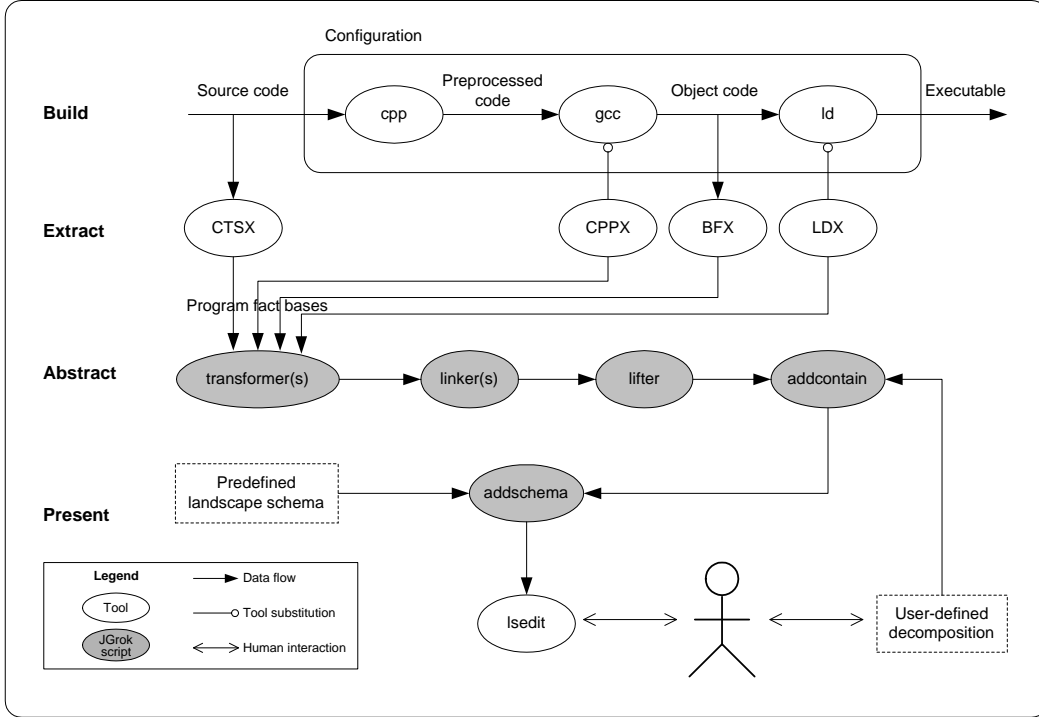 Configuration
Source code
Preprocessed
code
Object code
Executable
Build
cpp
gcc
ld
Extract
CTSX
CPPX
BFX
LDX
Program fact bases
Abstract
transformer(s)
linker(s)
lifter
addcontain
Predefined
landscape schema
addschema
Present
Legend
Data flow
Tool
Tool substitution
JGrok
script
Human interaction
lsedit
User-defined
decomposition